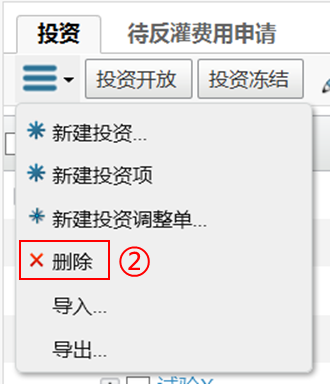 投资 待反灌费用申请
投资开放 投资冻结
新建投资...
新建投资项
新建投资调整单...
删除 ②
导入...
导出...